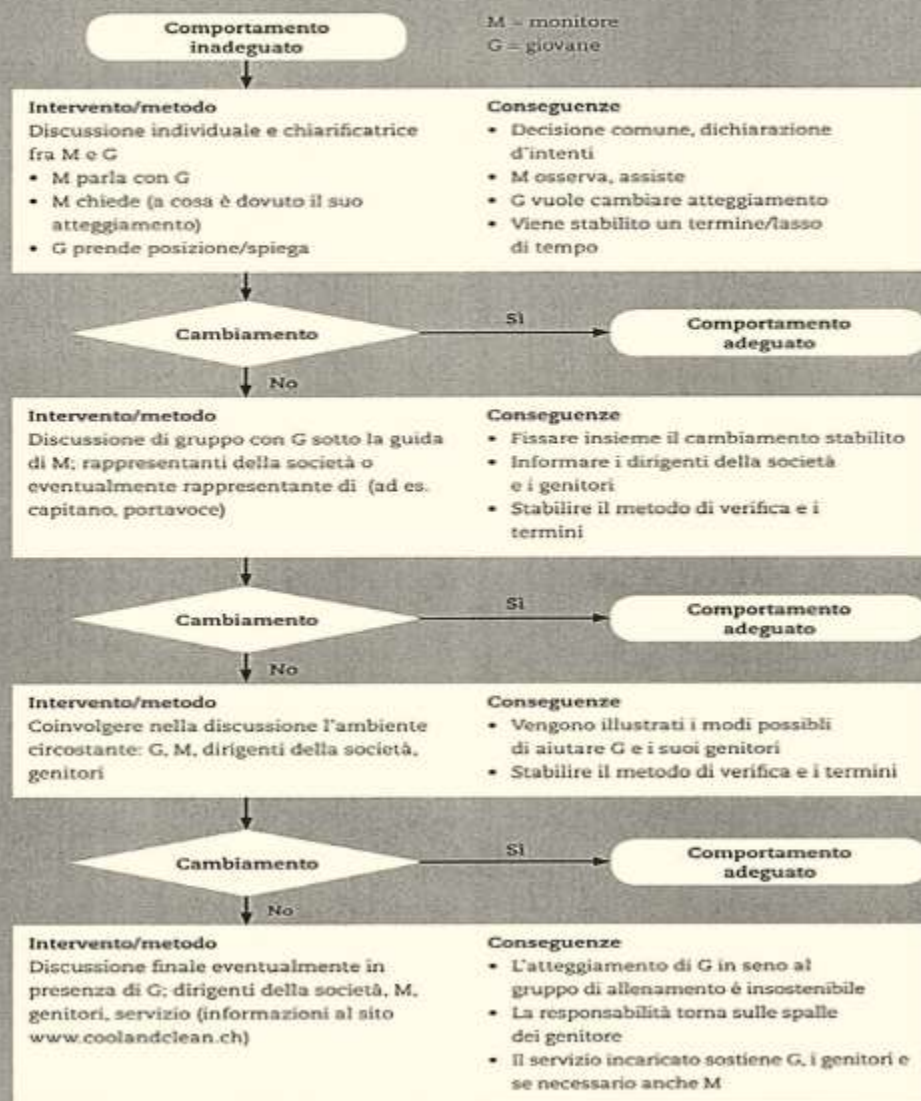 Comportamento
inadeguato
M = monitore
G = giovane
Intervento/metodo
Discussione individuale e chiarificatrice
fra M e G
• M parla con G
• M chiede (a cosa è dovuto il suo
atteggiamento)
• G prende posizione/spiega
Conseguenze
• Decisione comune, dichiarazione
d'intenti
• M osserva, assiste
• G vuole cambiare atteggiamento
• Viene stabilito un termine/lasso
di tempo
Cambiamento
Sì
Comportamento
adeguato
No
Intervento/metodo
Discussione di gruppo con G sotto la guida
di M; rappresentanti della società o
eventualmente rappresentante di (ad es.
capitano, portavoce)
Conseguenze
• Fissare insieme il cambiamento stabilito
• Informare i dirigenti della società
e i genitori
• Stabilire il metodo di verifica e i
termini
Cambiamento
Sì
Comportamento
adeguato
No
Intervento/metodo
Coinvolgere nella discussione l'ambiente
circostante: G, M, dirigenti della società,
genitori
Conseguenze
• Vengono illustrati i modi possibli
di aiutare G e i suoi genitori
• Stabilire il metodo di verifica e i termini
Cambiamento
Sì
Comportamento
adeguato
No
Intervento/metodo
Discussione finale eventualmente in
presenza di G; dirigenti della società, M,
genitori, servizio (informazioni al sito
www.coolandclean.ch)
Conseguenze
• L'atteggiamento di G in seno al
gruppo di allenamento é insostenibile
• La responsabilità torna sulle spalle
dei genitore
• Il servizio incaricato sostiene G, i genitori e
se necessario anche M